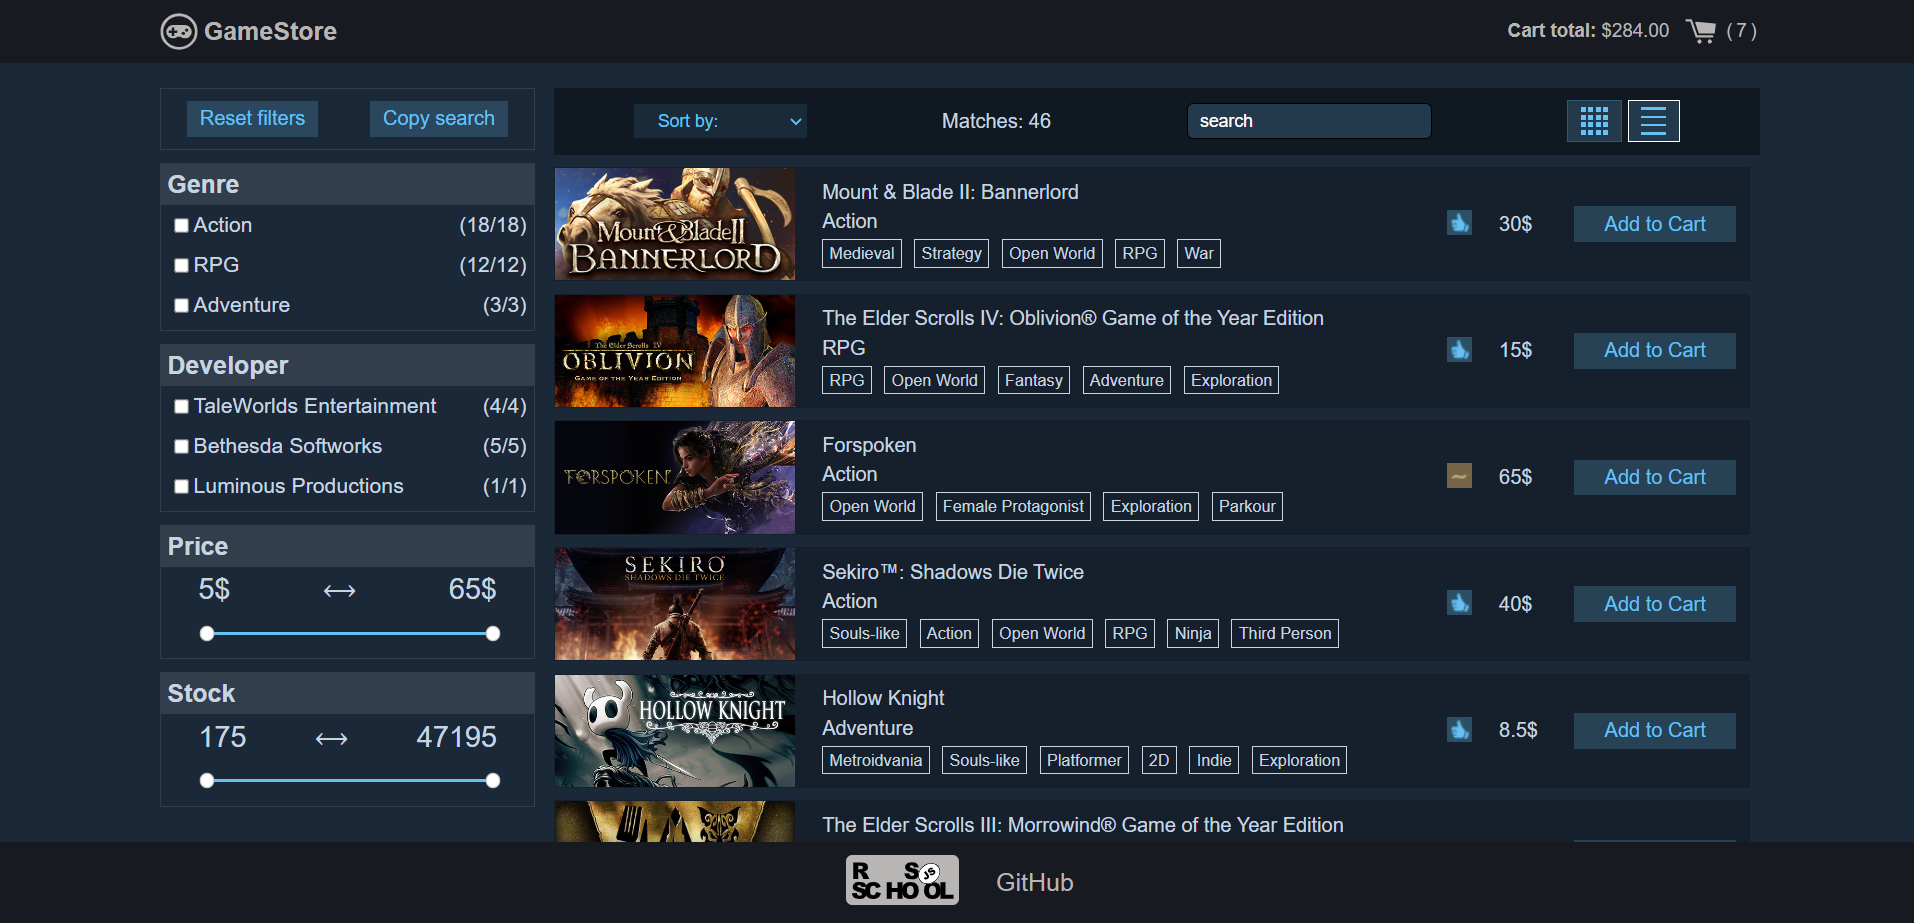 GameStore
Cart total: $284.00 ( 7 )
Reset filters
Copy search
Sort by:
Matches: 46
search
Genre
Action (18/18)
RPG (12/12)
Adventure (3/3)
Developer
TaleWorlds Entertainment (4/4)
Bethesda Softworks (5/5)
Luminous Productions (1/1)
Price
5$ 65$
Stock
175 47195
Mount & Blade II
BANNERLORD
Mount & Blade II: Bannerlord
Action
Medieval Strategy Open World RPG War
30$ Add to Cart
The Elder Scrolls IV
OBLIVION
GAME OF THE YEAR EDITION
The Elder Scrolls IV: Oblivion® Game of the Year Edition
RPG
RPG Open World Fantasy Adventure Exploration
15$ Add to Cart
FORSPOKEN
Forspoken
Action
Open World Female Protagonist Exploration Parkour
~ 65$ Add to Cart
SEKIRO
SHADOWS DIE TWICE
Sekiro™: Shadows Die Twice
Action
Souls-like Action Open World RPG Ninja Third Person
40$ Add to Cart
HOLLOW KNIGHT
Hollow Knight
Adventure
Metroidvania Souls-like Platformer 2D Indie Exploration
8.5$ Add to Cart
The Elder Scrolls III: Morrowind® Game of the Year Edition
RS JS
SCHOOL
GitHub